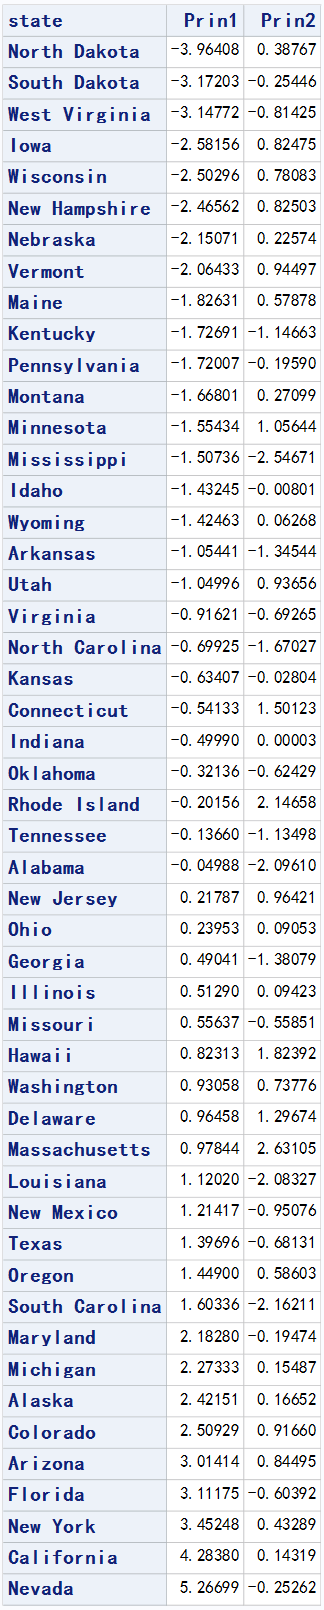 state Prin1 Prin2
North Dakota -3.96408 0.38767
South Dakota -3.17203 -0.25446
West Virginia -3.14772 -0.81425
Iowa -2.58156 0.82475
Wisconsin -2.50296 0.78083
New Hampshire -2.46562 0.82503
Nebraska -2.15071 0.22574
Vermont -2.06433 0.94497
Maine -1.82631 0.57878
Kentucky -1.72691 -1.14663
Pennsylvania -1.72007 -0.19590
Montana -1.66801 0.27099
Minnesota -1.55434 1.05644
Mississippi -1.50736 -2.54671
Idaho -1.43245 -0.00801
Wyoming -1.42463 0.06268
Arkansas -1.05441 -1.34544
Utah -1.04996 0.93656
Virginia -0.91621 -0.69265
North Carolina -0.69925 -1.67027
Kansas -0.63407 -0.02804
Connecticut -0.54133 1.50123
Indiana -0.49990 0.00003
Oklahoma -0.32136 -0.62429
Rhode Island -0.20156 2.14658
Tennessee -0.13660 -1.13498
Alabama -0.04988 -2.09610
New Jersey 0.21787 0.96421
Ohio 0.23953 0.09053
Georgia 0.49041 -1.38079
Illinois 0.51290 0.09423
Missouri 0.55637 -0.55851
Hawaii 0.82313 1.82392
Washington 0.93058 0.73776
Delaware 0.96458 1.29674
Massachusetts 0.97844 2.63105
Louisiana 1.12020 -2.08327
New Mexico 1.21417 -0.95076
Texas 1.39696 -0.68131
Oregon 1.44900 0.58603
South Carolina 1.60336 -2.16211
Maryland 2.18280 -0.19474
Michigan 2.27333 0.15487
Alaska 2.42151 0.16652
Colorado 2.50929 0.91660
Arizona 3.01414 0.84495
Florida 3.11175 -0.60392
New York 3.45248 0.43289
California 4.28380 0.14319
Nevada 5.26699 -0.25262